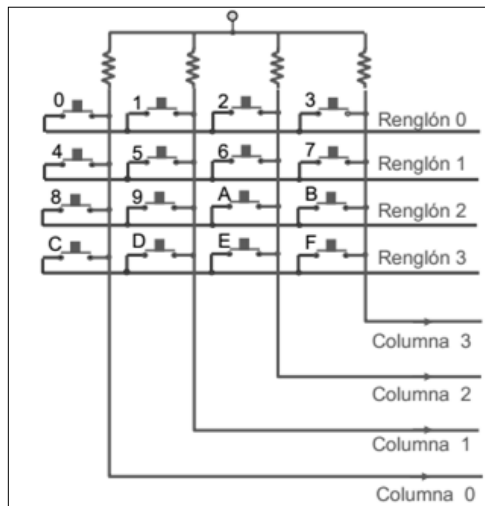 0 1 2 3
Renglón 0
4 5 6 7
Renglón 1
8 9 A B
Renglón 2
C D E F
Renglón 3
Columna 3
Columna 2
Columna 1
Columna 0